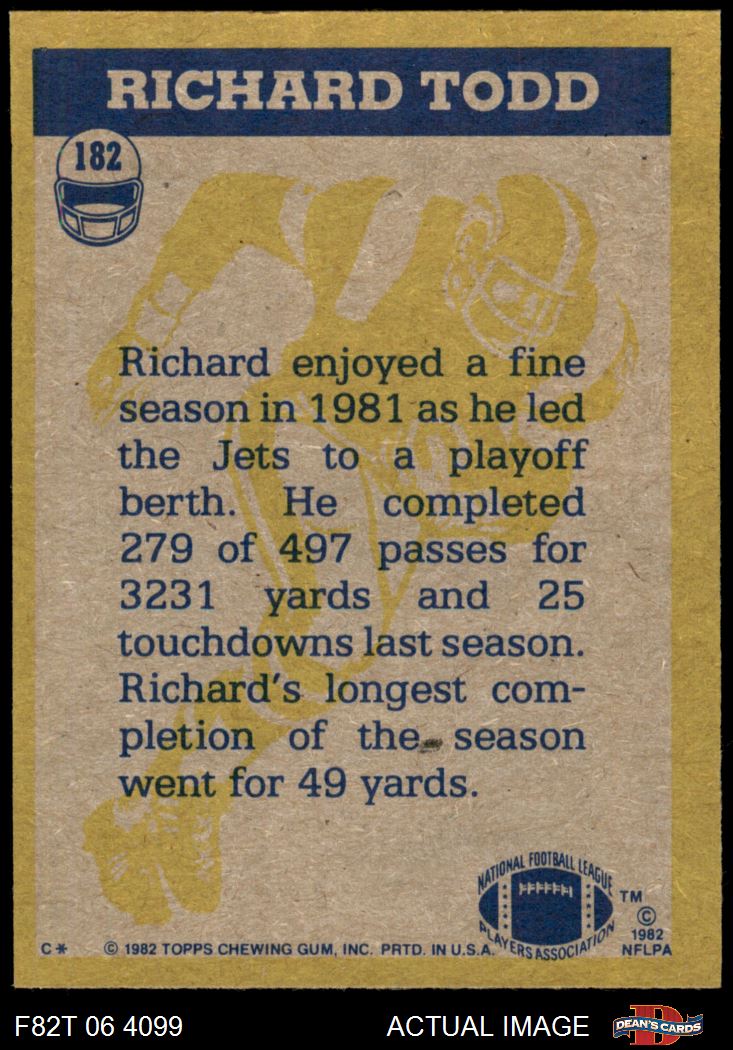 RICHARD TODD
182
Richard enjoyed a fine
season in 1981 as he led
the Jets to a playoff
berth. He completed
279 of 497 passes for
3231 yards and 25
touchdowns last season.
Richard's longest com-
pletion of the season
went for 49 yards.
NATIONAL FOOTBALL LEAGUE
PLAYERS ASSOCIATION
TM
©
1982
NFLPA
C* © 1982 TOPPS CHEWING GUM, INC. PRTD. IN U.S.A.
F82T 06 4099 ACTUAL IMAGE D DEAN'S CARDS